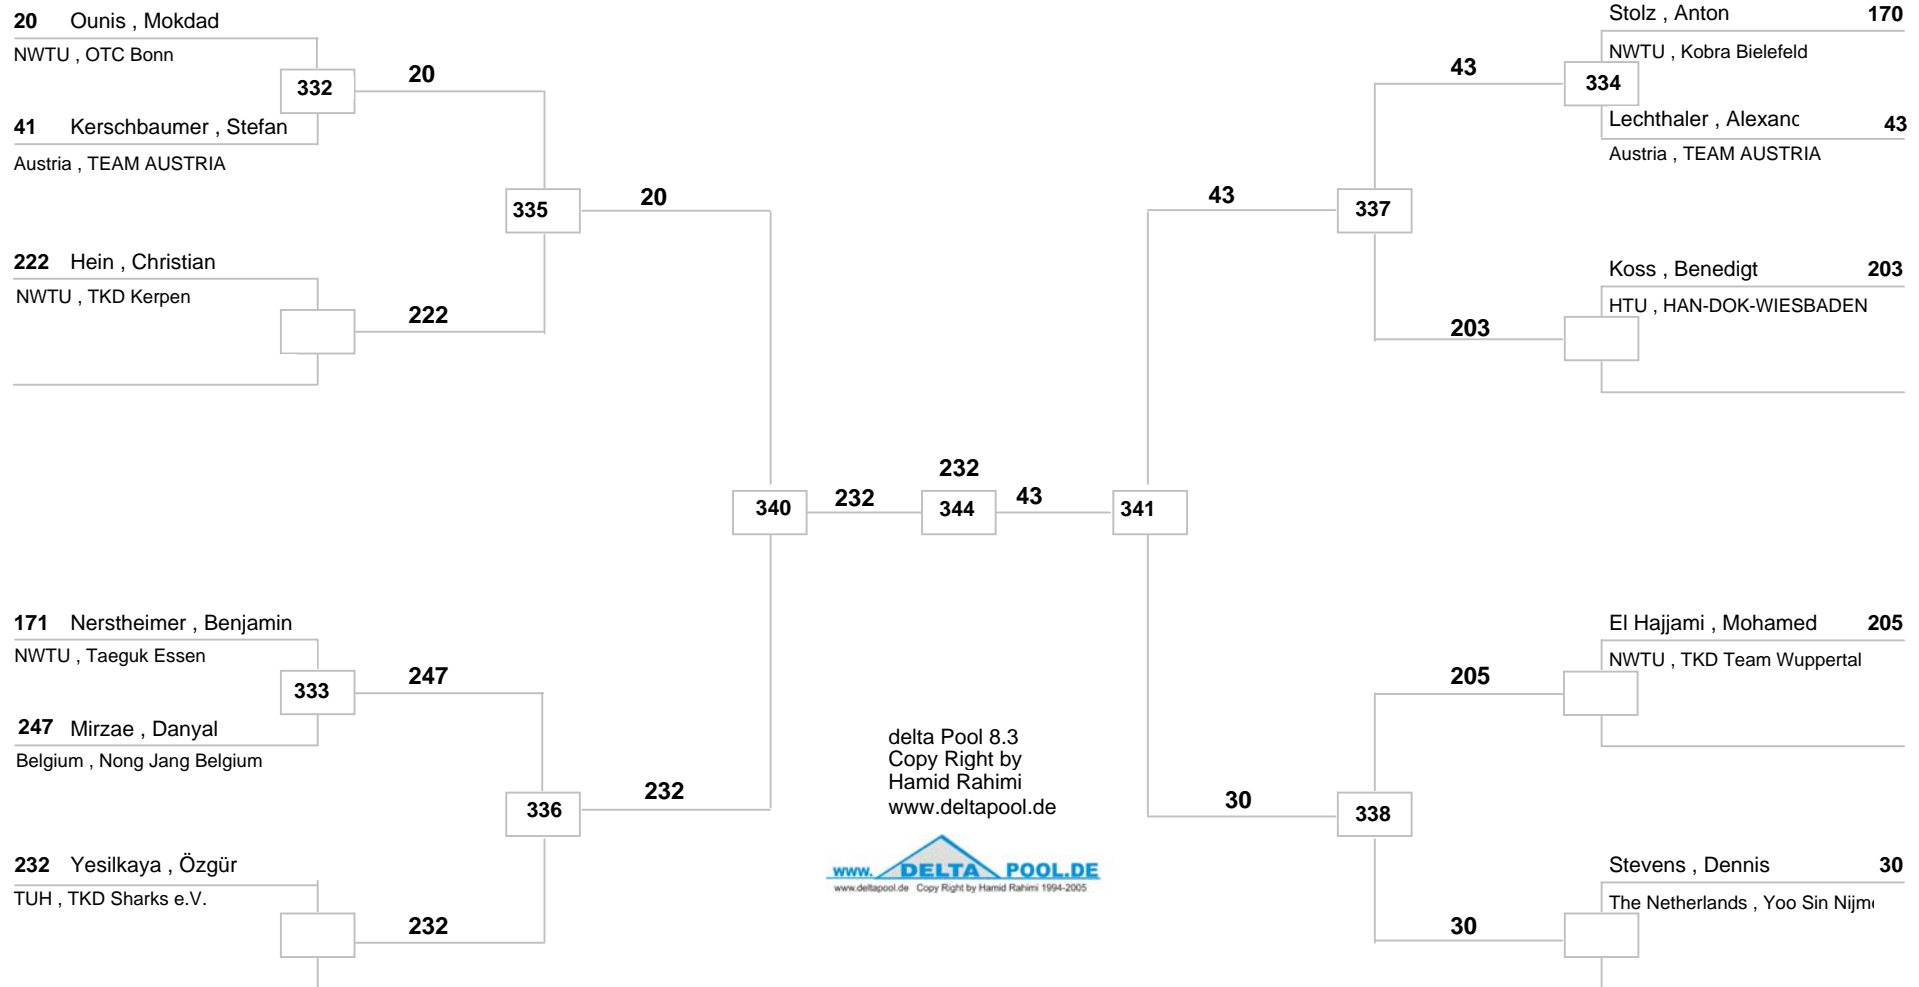 20 Ounis , Mokdad
NWTU , OTC Bonn
332
20
41 Kerschbaumer , Stefan
Austria , TEAM AUSTRIA
335
20
222 Hein , Christian
NWTU , TKD Kerpen
222
340
232
232
344
43
341
171 Nerstheimer , Benjamin
NWTU , Taeguk Essen
333
247
247 Mirzae , Danyal
Belgium , Nong Jang Belgium
336
232
232 Yesilkaya , Özgür
TUH , TKD Sharks e.V.
232
delta Pool 8.3
Copy Right by
Hamid Rahimi
www.deltapool.de
www. DELTA POOL.DE
www.deltapool.de Copy Right by Hamid Rahimi 1994-2005
Stolz , Anton 170
NWTU , Kobra Bielefeld
43
334
Lechthaler , Alexanc 43
Austria , TEAM AUSTRIA
43
337
Koss , Benedigt 203
HTU , HAN-DOK-WIESBADEN
203
El Hajjami , Mohamed 205
NWTU , TKD Team Wuppertal
205
30
338
Stevens , Dennis 30
The Netherlands , Yoo Sin Nijm
30